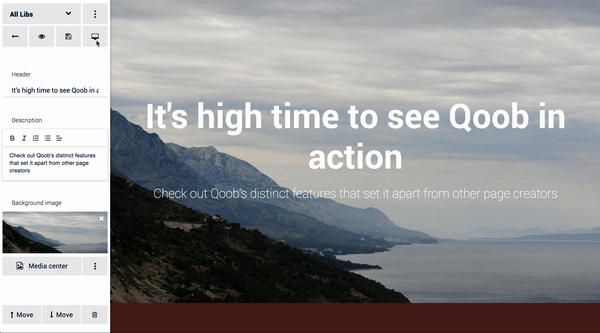 All Libs
Header
It's high time to see Qoob in a
Description
B I
Check out Qoob's distinct features
that set it apart from other page
creators
Background image
Media center
Move
Move
It's high time to see Qoob in
action
Check out Qoob's distinct features that set it apart from other page creators